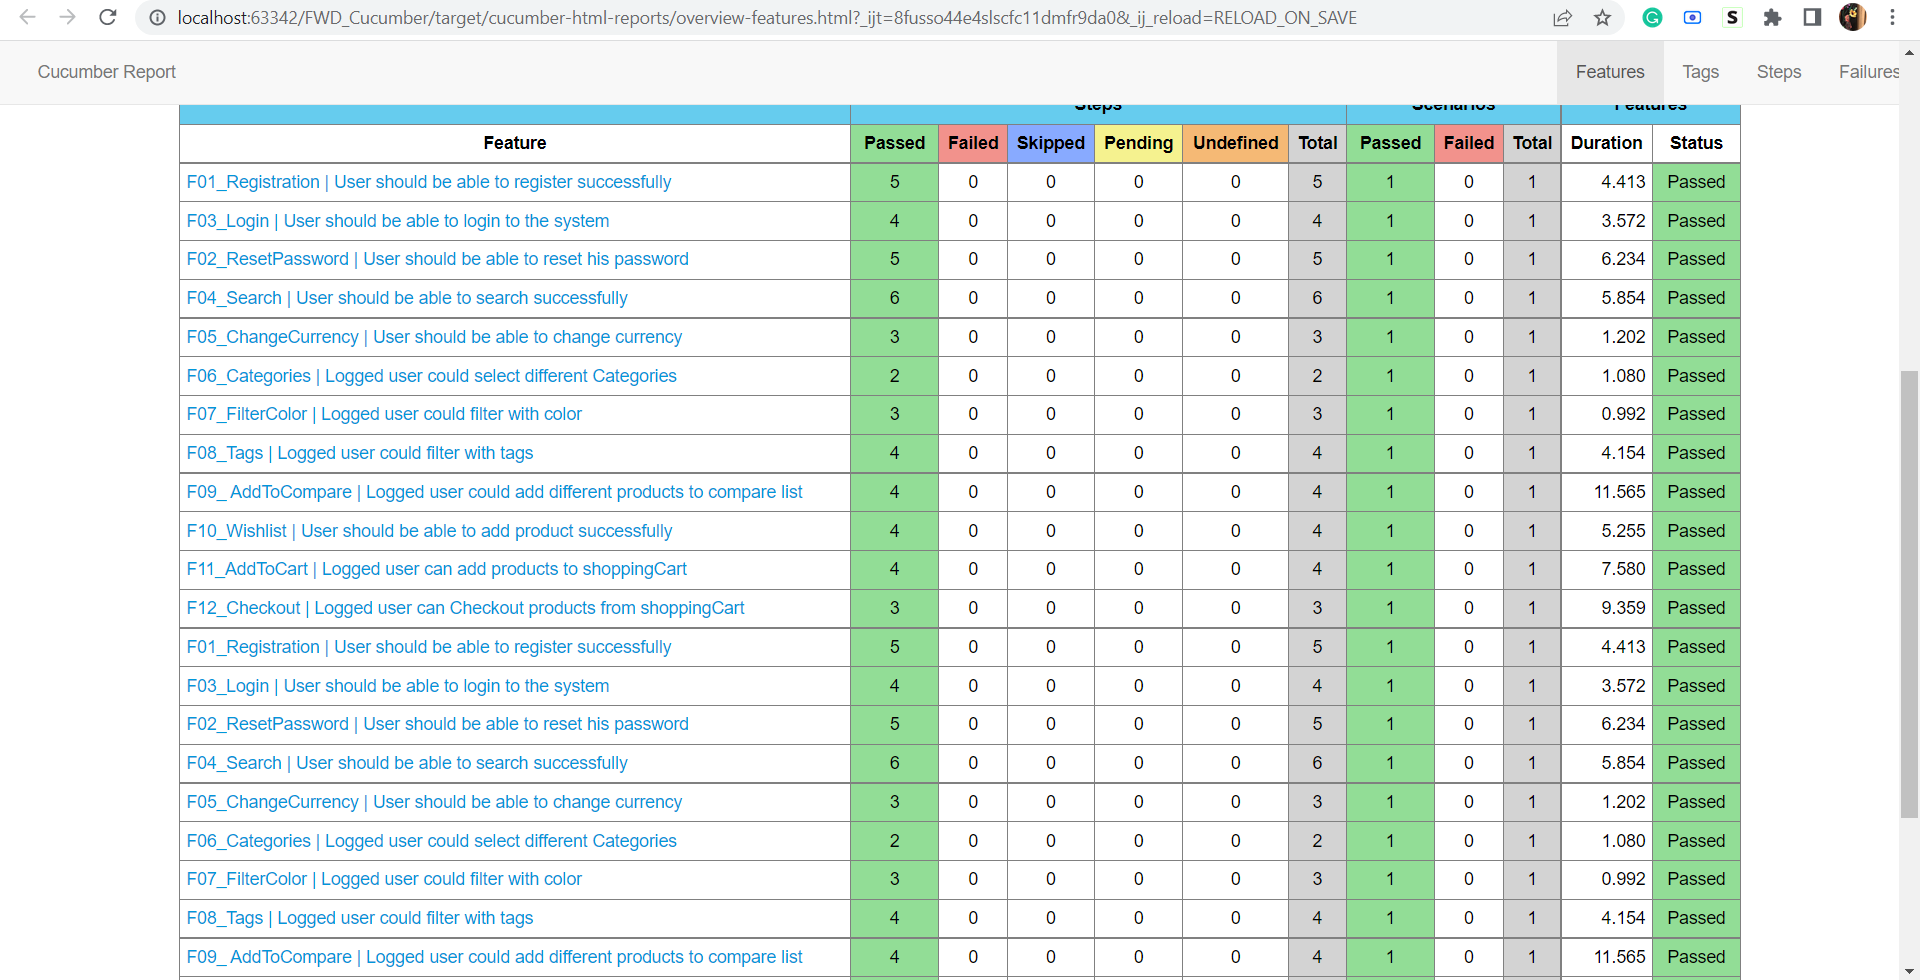 localhost:63342/FWD_Cucumber/target/cucumber-html-reports/overview-features.html?_ijt=8fusso44e4slscfc11dmfr9da0&_ij_reload=RELOAD_ON_SAVE
Cucumber Report Features Tags Steps Failures
Steps Scenarios Features
Feature Passed Failed Skipped Pending Undefined Total Passed Failed Total Duration Status
F01_Registration | User should be able to register successfully 5 0 0 0 0 5 1 0 1 4.413 Passed
F03_Login | User should be able to login to the system 4 0 0 0 0 4 1 0 1 3.572 Passed
F02_ResetPassword | User should be able to reset his password 5 0 0 0 0 5 1 0 1 6.234 Passed
F04_Search | User should be able to search successfully 6 0 0 0 0 6 1 0 1 5.854 Passed
F05_ChangeCurrency | User should be able to change currency 3 0 0 0 0 3 1 0 1 1.202 Passed
F06_Categories | Logged user could select different Categories 2 0 0 0 0 2 1 0 1 1.080 Passed
F07_FilterColor | Logged user could filter with color 3 0 0 0 0 3 1 0 1 0.992 Passed
F08_Tags | Logged user could filter with tags 4 0 0 0 0 4 1 0 1 4.154 Passed
F09_ AddToCompare | Logged user could add different products to compare list 4 0 0 0 0 4 1 0 1 11.565 Passed
F10_Wishlist | User should be able to add product successfully 4 0 0 0 0 4 1 0 1 5.255 Passed
F11_AddToCart | Logged user can add products to shoppingCart 4 0 0 0 0 4 1 0 1 7.580 Passed
F12_Checkout | Logged user can Checkout products from shoppingCart 3 0 0 0 0 3 1 0 1 9.359 Passed
F01_Registration | User should be able to register successfully 5 0 0 0 0 5 1 0 1 4.413 Passed
F03_Login | User should be able to login to the system 4 0 0 0 0 4 1 0 1 3.572 Passed
F02_ResetPassword | User should be able to reset his password 5 0 0 0 0 5 1 0 1 6.234 Passed
F04_Search | User should be able to search successfully 6 0 0 0 0 6 1 0 1 5.854 Passed
F05_ChangeCurrency | User should be able to change currency 3 0 0 0 0 3 1 0 1 1.202 Passed
F06_Categories | Logged user could select different Categories 2 0 0 0 0 2 1 0 1 1.080 Passed
F07_FilterColor | Logged user could filter with color 3 0 0 0 0 3 1 0 1 0.992 Passed
F08_Tags | Logged user could filter with tags 4 0 0 0 0 4 1 0 1 4.154 Passed
F09_ AddToCompare | Logged user could add different products to compare list 4 0 0 0 0 4 1 0 1 11.565 Passed